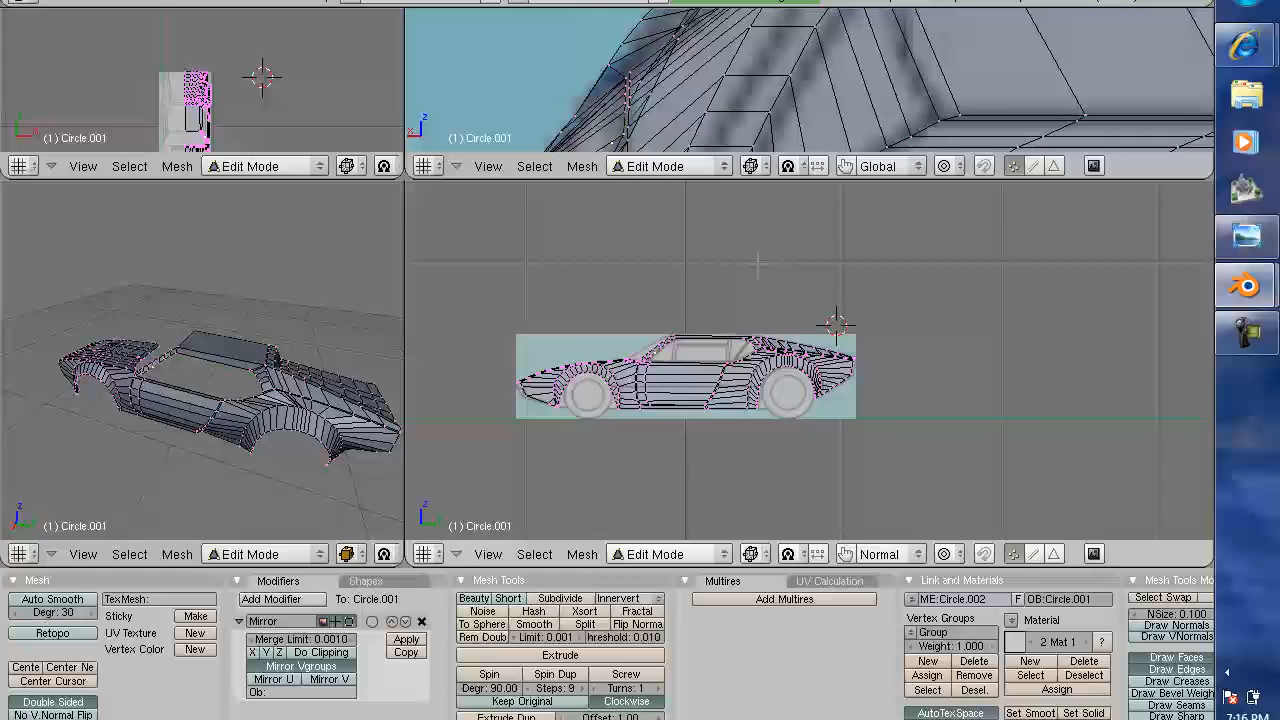 (1) Circle.001
(1) Circle.001
View Select Mesh Edit Mode
View Select Mesh Edit Mode Global
(1) Circle.001
(1) Circle.001
View Select Mesh Edit Mode
View Select Mesh Edit Mode Normal
Mesh
Auto Smooth
Degr: 30
Retopo
Cente Center Ne
Center Cursor
Double Sided
No V.Normal Flip
TexMesh:
Sticky Make
UV Texture New
Vertex Color New
Modifiers Shapes
Add Modifier To: Circle.001
Mirror
Merge Limit: 0.0010
X Y Z Do Clipping
Mirror Vgroups
Mirror U Mirror V
Ob:
Apply
Copy
Mesh Tools
Beauty Short Subdivide Innervert
Noise Hash Xsort Fractal
To Sphere Smooth Split Flip Norma
Rem Doub Limit: 0.001 hreshold: 0.010
Extrude
Spin Spin Dup Screw
Degr: 90.00 Steps: 9 Turns: 1
Keep Original Clockwise
Extrude Dup Offset: 1.00
Multires UV Calculation
Add Multires
Link and Materials
ME:Circle.002 F OB:Circle.001
Vertex Groups
Group
Weight: 1.000
New Delete
Assign Remove
Select Desel.
AutoTexSpace
Material
2 Mat 1 ?
New Delete
Select Deselect
Assign
Set Smoot Set Solid
Mesh Tools Mo
Select Swap
NSize: 0.100
Draw Normals
Draw VNormals
Draw Faces
Draw Edges
Draw Creases
Draw Bevel Weigh
Draw Seams
7:16 PM